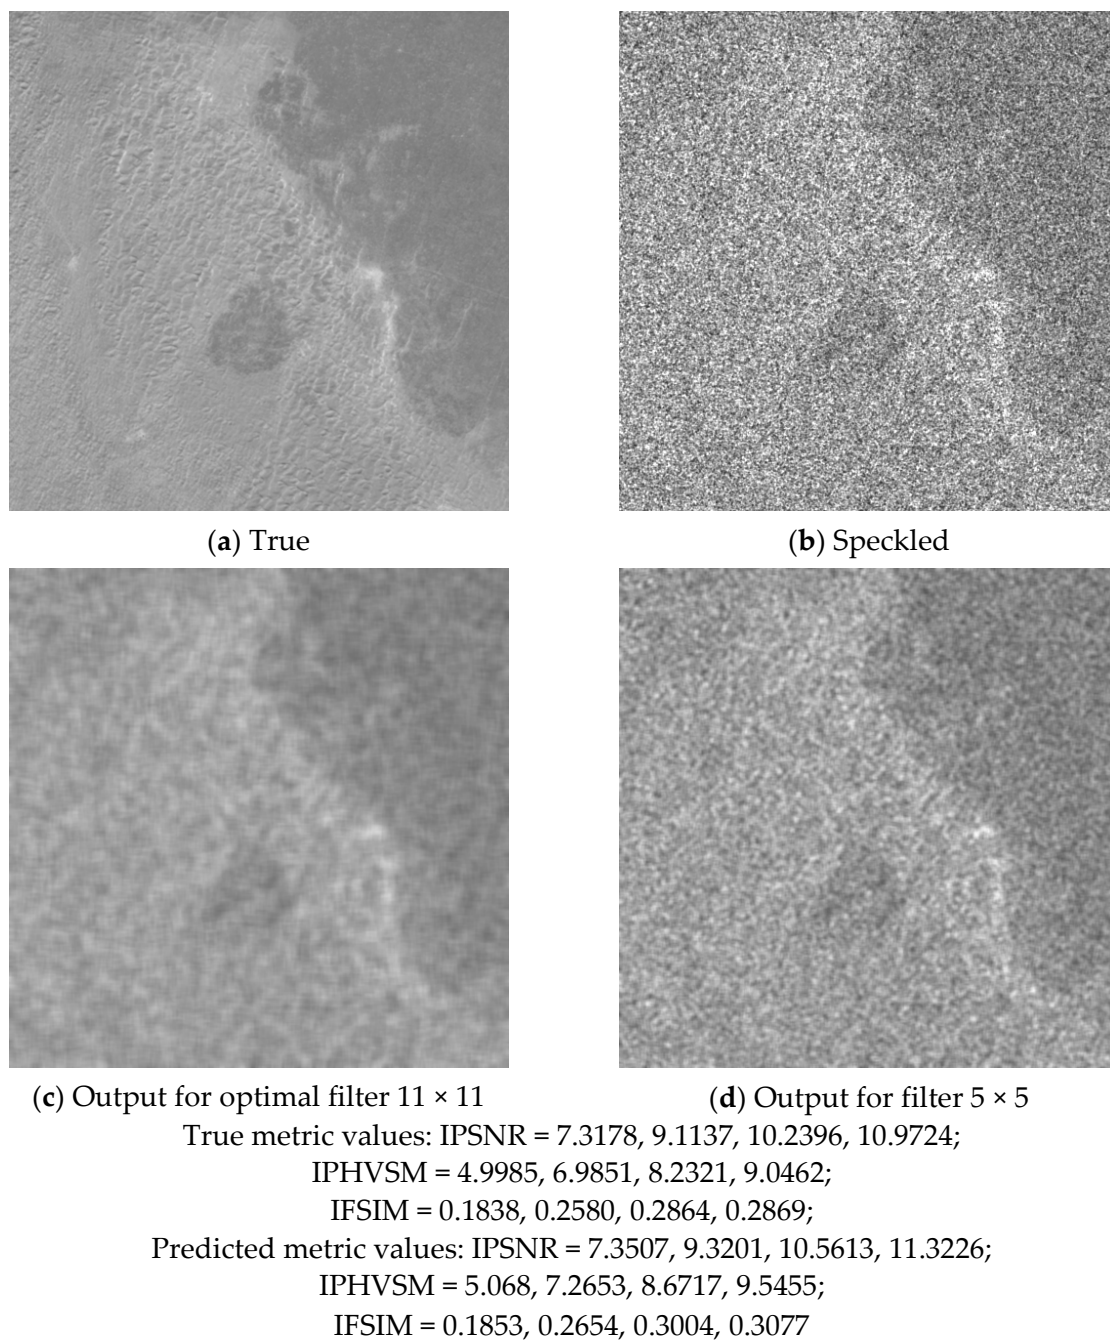 (a) True
(b) Speckled
(c) Output for optimal filter 11 × 11
(d) Output for filter 5 × 5
True metric values: IPSNR = 7.3178, 9.1137, 10.2396, 10.9724;
IPHVSM = 4.9985, 6.9851, 8.2321, 9.0462;
IFSIM = 0.1838, 0.2580, 0.2864, 0.2869;
Predicted metric values: IPSNR = 7.3507, 9.3201, 10.5613, 11.3226;
IPHVSM = 5.068, 7.2653, 8.6717, 9.5455;
IFSIM = 0.1853, 0.2654, 0.3004, 0.3077